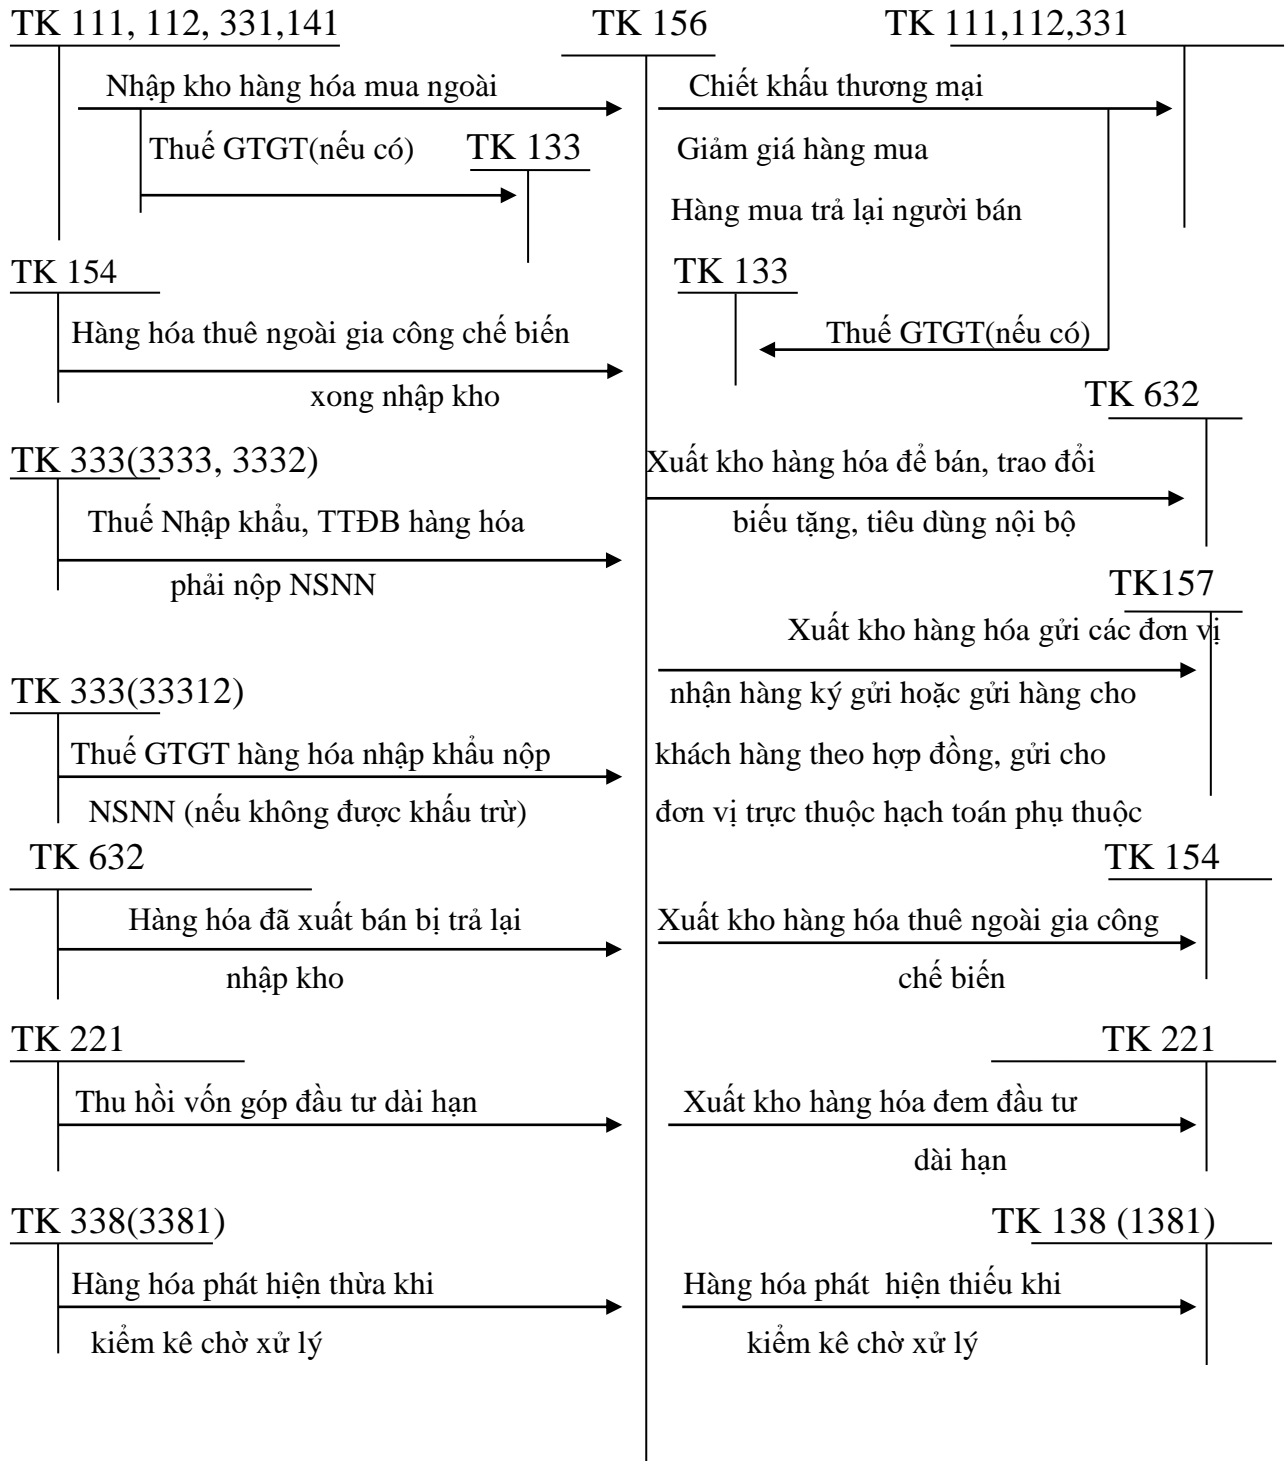 TK 111, 112, 331,141
TK 156
TK 111,112,331
Nhập kho hàng hóa mua ngoài
Chiết khấu thương mại
Thuế GTGT(nếu có)
TK 133
Giảm giá hàng mua
Hàng mua trả lại người bán
TK 154
TK 133
Hàng hóa thuê ngoài gia công chế biến
Thuế GTGT(nếu có)
xong nhập kho
TK 632
TK 333(3333, 3332)
Xuất kho hàng hóa để bán, trao đổi
Thuế Nhập khẩu, TTĐB hàng hóa
biếu tặng, tiêu dùng nội bộ
phải nộp NSNN
TK157
Xuất kho hàng hóa gửi các đơn vị
TK 333(33312)
nhận hàng ký gửi hoặc gửi hàng cho
Thuế GTGT hàng hóa nhập khẩu nộp
khách hàng theo hợp đồng, gửi cho
NSNN (nếu không được khấu trừ)
đơn vị trực thuộc hạch toán phụ thuộc
TK 632
TK 154
Hàng hóa đã xuất bán bị trả lại
Xuất kho hàng hóa thuê ngoài gia công
nhập kho
chế biến
TK 221
TK 221
Thu hồi vốn góp đầu tư dài hạn
Xuất kho hàng hóa đem đầu tư
dài hạn
TK 338(3381)
TK 138 (1381)
Hàng hóa phát hiện thừa khi
Hàng hóa phát  hiện thiếu khi
kiểm kê chờ xử lý
kiểm kê chờ xử lý